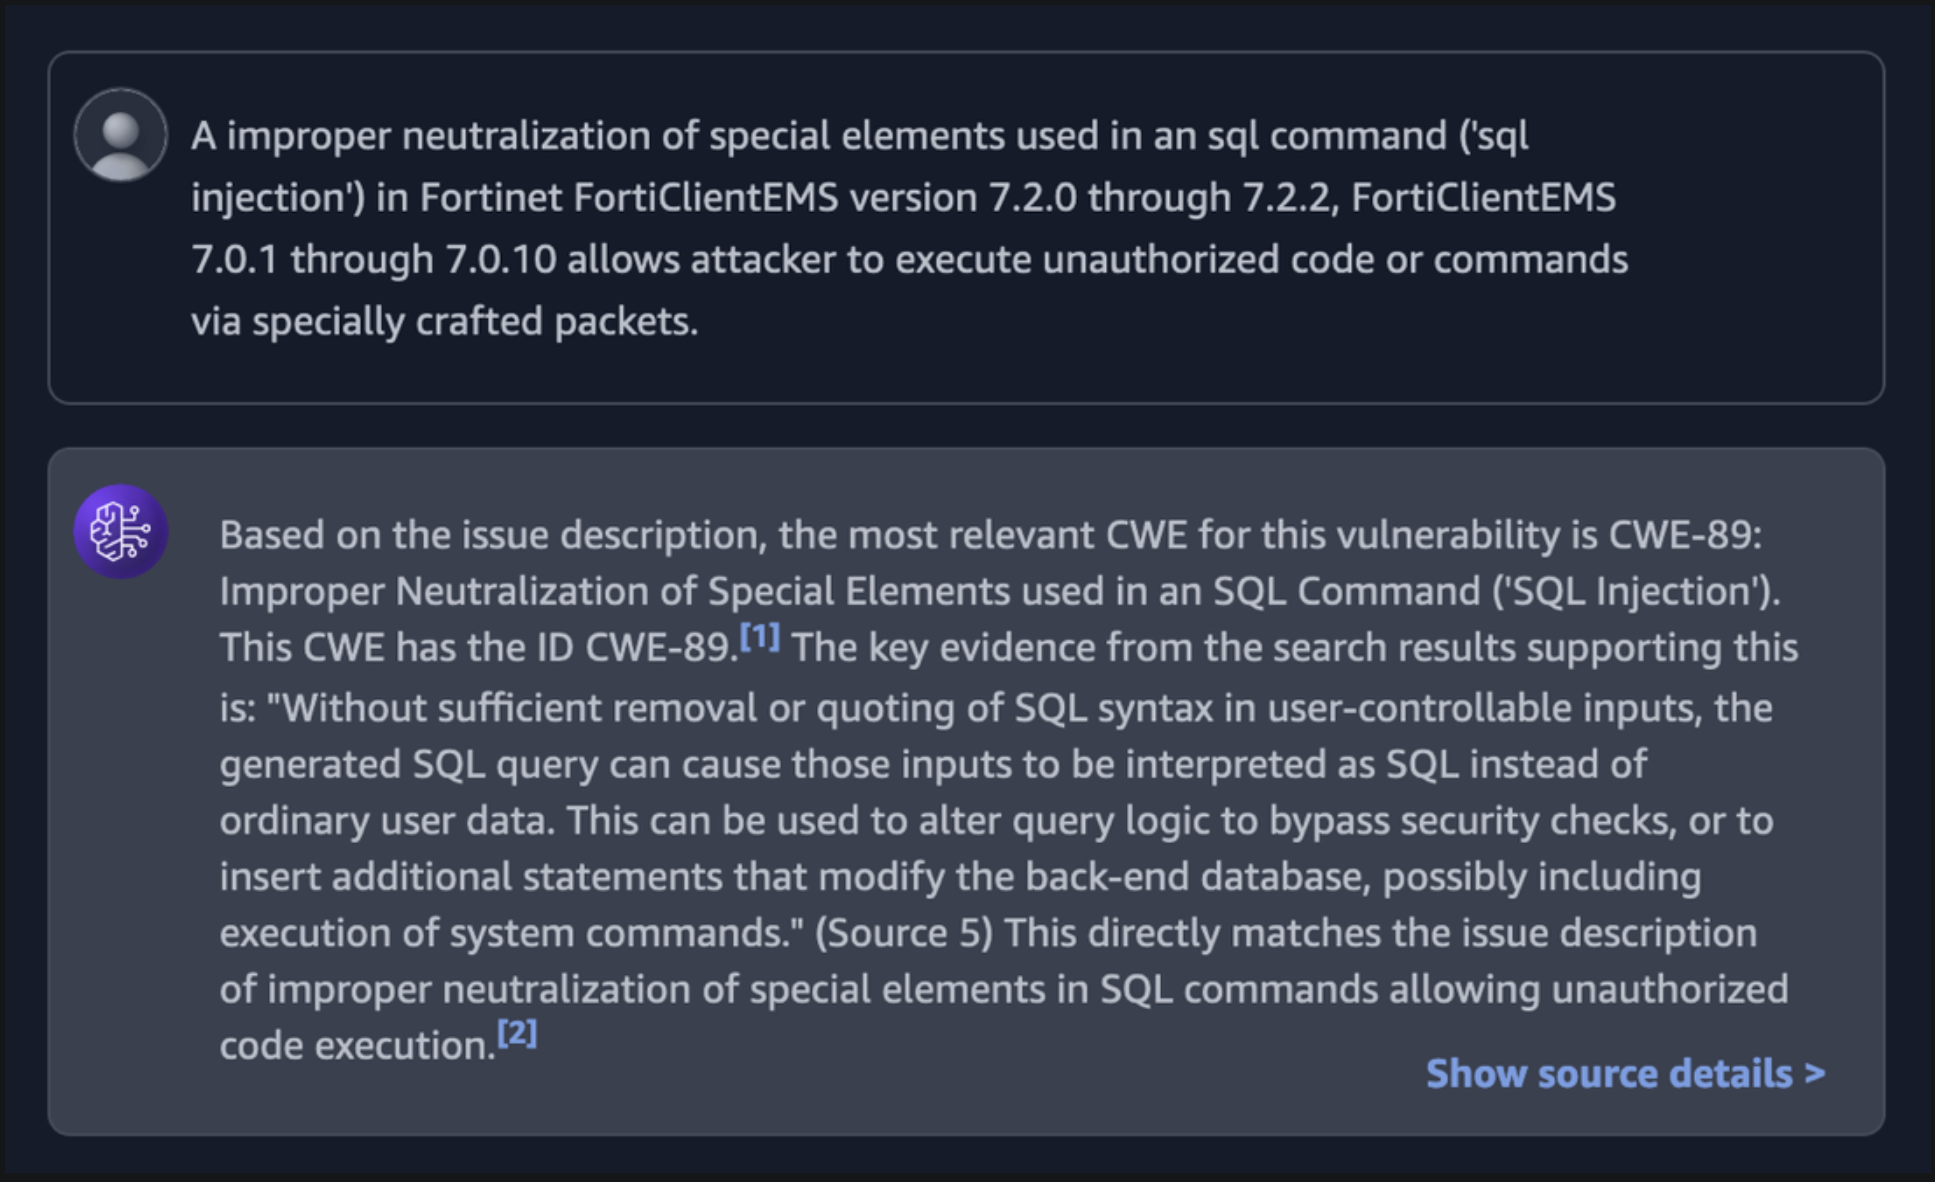 A improper neutralization of special elements used in an sql command ('sql
injection') in Fortinet FortiClientEMS version 7.2.0 through 7.2.2, FortiClientEMS
7.0.1 through 7.0.10 allows attacker to execute unauthorized code or commands
via specially crafted packets.
Based on the issue description, the most relevant CWE for this vulnerability is CWE-89:
Improper Neutralization of Special Elements used in an SQL Command ('SQL Injection').
This CWE has the ID CWE-89.[1] The key evidence from the search results supporting this
is: "Without sufficient removal or quoting of SQL syntax in user-controllable inputs, the
generated SQL query can cause those inputs to be interpreted as SQL instead of
ordinary user data. This can be used to alter query logic to bypass security checks, or to
insert additional statements that modify the back-end database, possibly including
execution of system commands." (Source 5) This directly matches the issue description
of improper neutralization of special elements in SQL commands allowing unauthorized
code execution.[2]
Show source details >